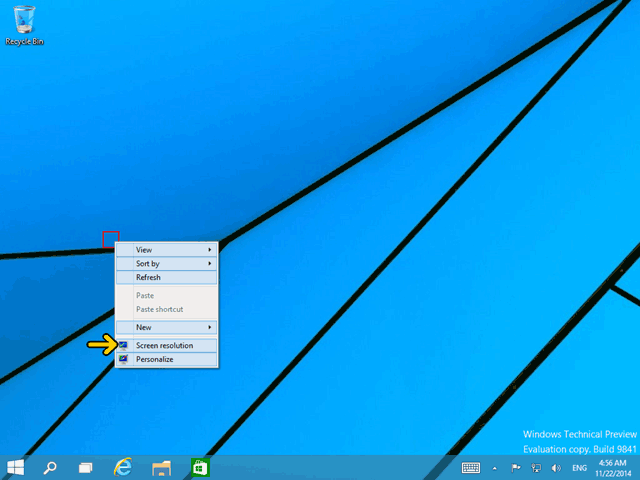 Recycle Bin
View
Sort by
Refresh
Paste
Paste shortcut
New
Screen resolution
Personalize
Windows Technical Preview
Evaluation copy. Build 9841
ENG
4:56 AM
11/22/2014